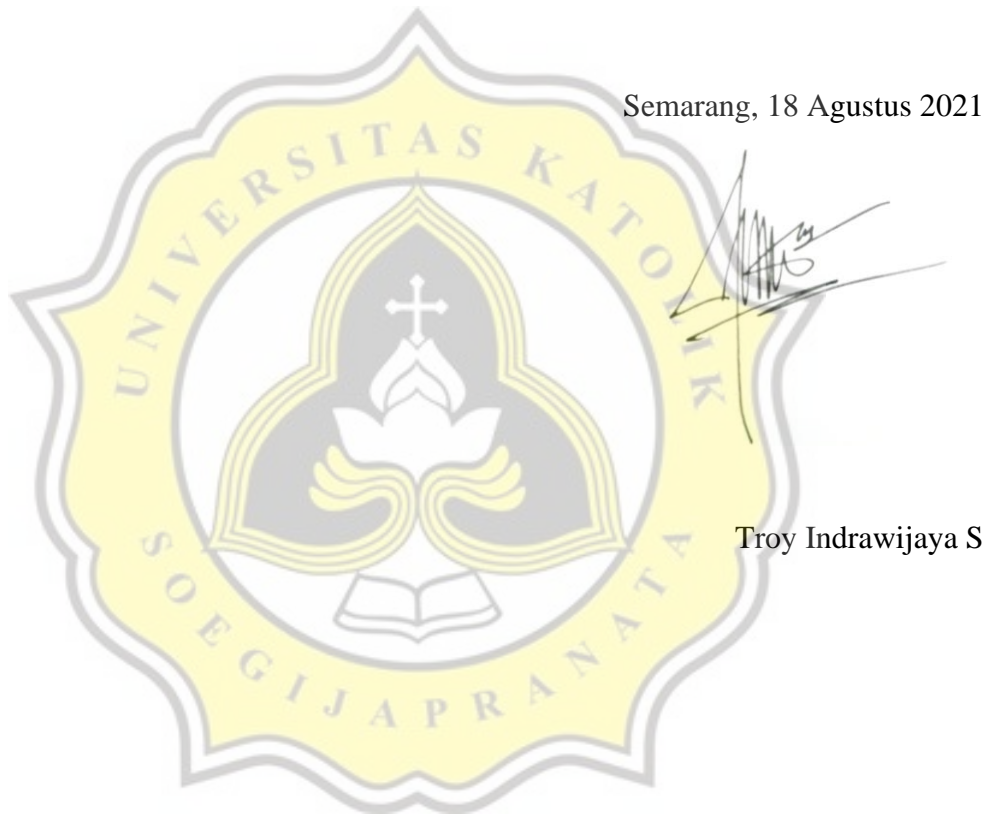 Semarang, 18 Agustus 2021
UNIVERSITAS KATOLIK
SOEGIJAPRANATA
Troy Indrawijaya S